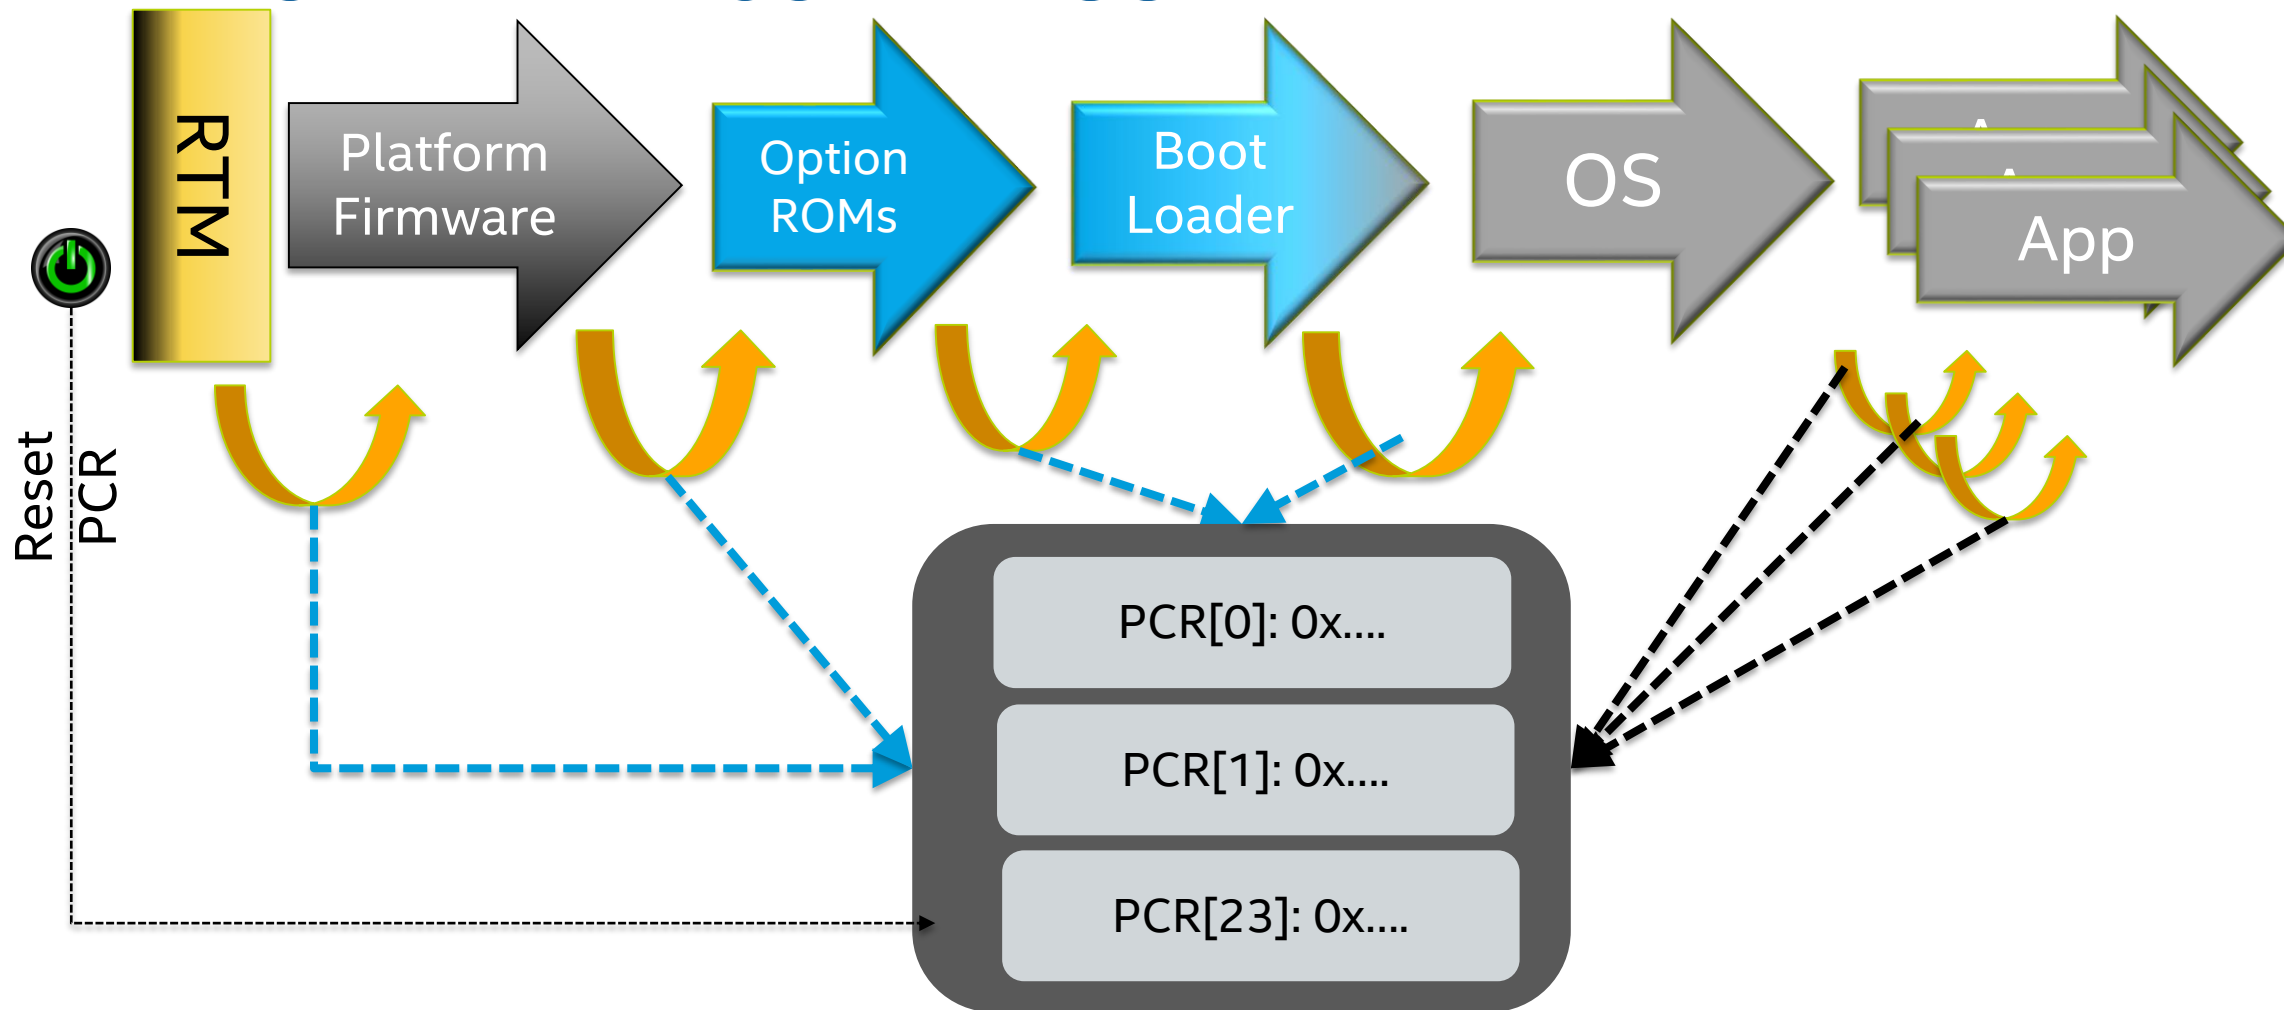 RTM
Platform
Firmware
Option
ROMs
Boot
Loader
OS
App
Reset
PCR
PCR[0]: 0x....
PCR[1]: 0x....
PCR[23]: 0x....